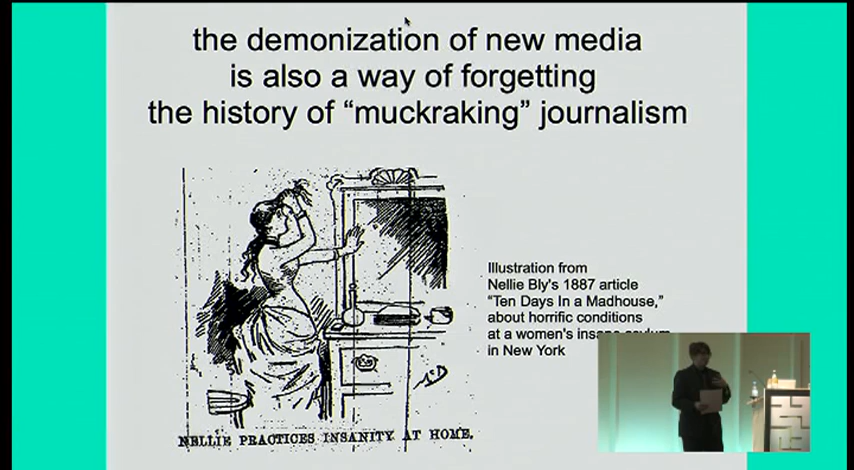 the demonization of new media
is also a way of forgetting
the history of “muckraking” journalism
Illustration from
Nellie Bly's 1887 article
“Ten Days In a Madhouse,”
about horrific conditions
at a women's insane asylum
in New York
NELLIE PRACTICES INSANITY AT HOME.